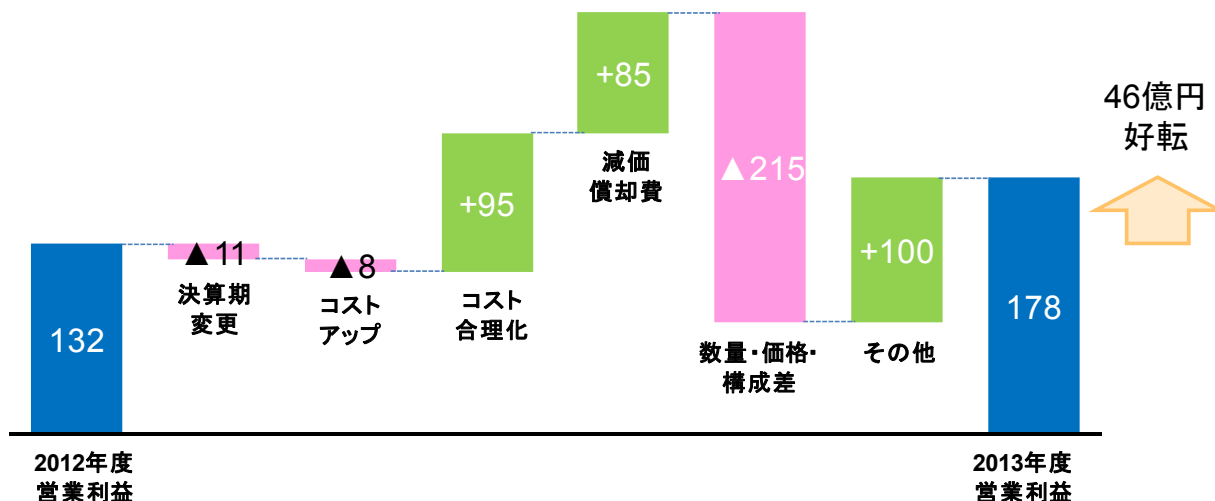 +85
46億円
好転
減価
償却費
▲215
+95
▲11
▲8
+100
決算期
変更
コスト
アップ
コスト
合理化
132
178
数量・価格・
構成差
その他
2012年度
営業利益
2013年度
営業利益